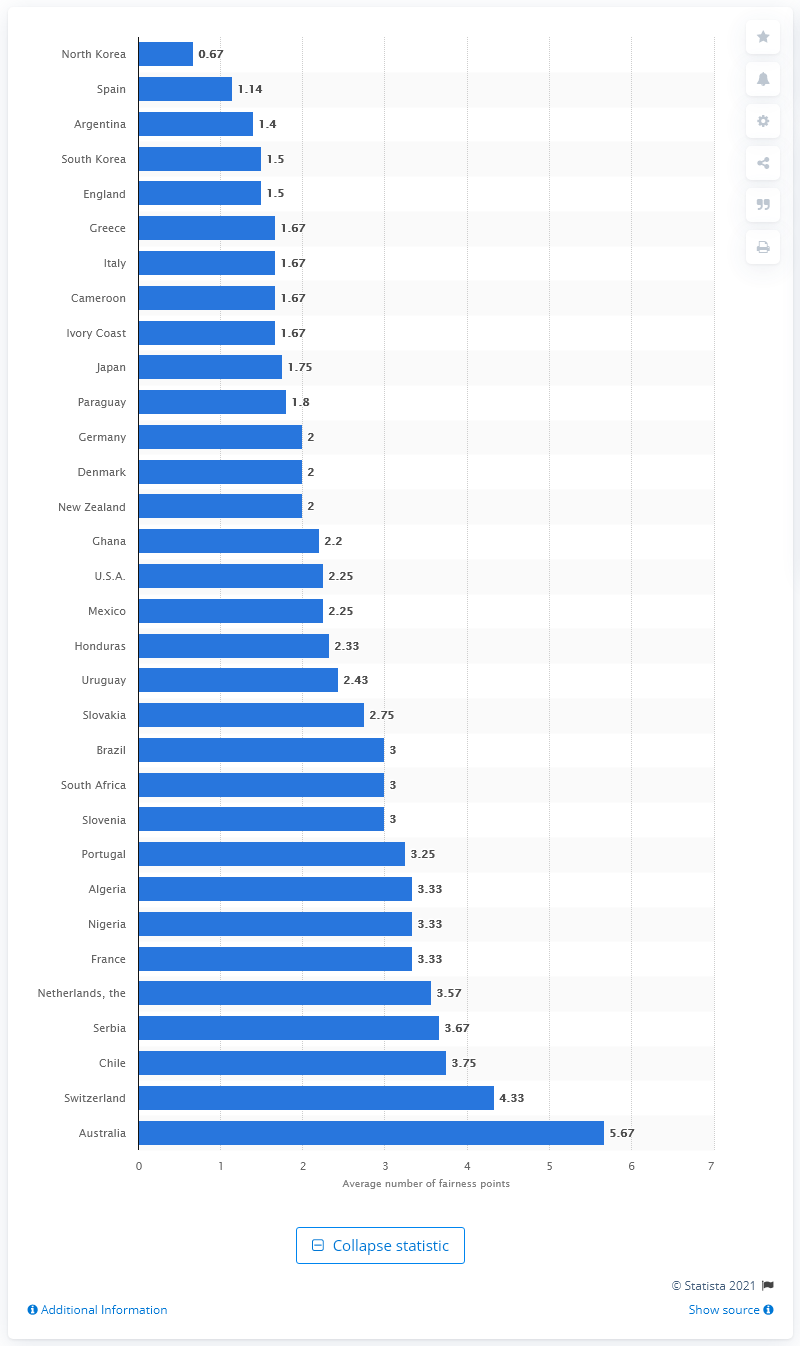 North Korea 0.67
Spain 1.14
Argentina 1.4
South Korea 1.5
England 1.5
Greece 1.67
Italy 1.67
Cameroon 1.67
Ivory Coast 1.67
Japan 1.75
Paraguay 1.8
Germany 2
Denmark 2
New Zealand 2
Ghana 2.2
U.S.A. 2.25
Mexico 2.25
Honduras 2.33
Uruguay 2.43
Slovakia 2.75
Brazil 3
South Africa 3
Slovenia 3
Portugal 3.25
Algeria 3.33
Nigeria 3.33
France 3.33
Netherlands, the 3.57
Serbia 3.67
Chile 3.75
Switzerland 4.33
Australia 5.67
0 1 2 3 4 5 6 7
Average number of fairness points
Collapse statistic
© Statista 2021
Additional Information Show source